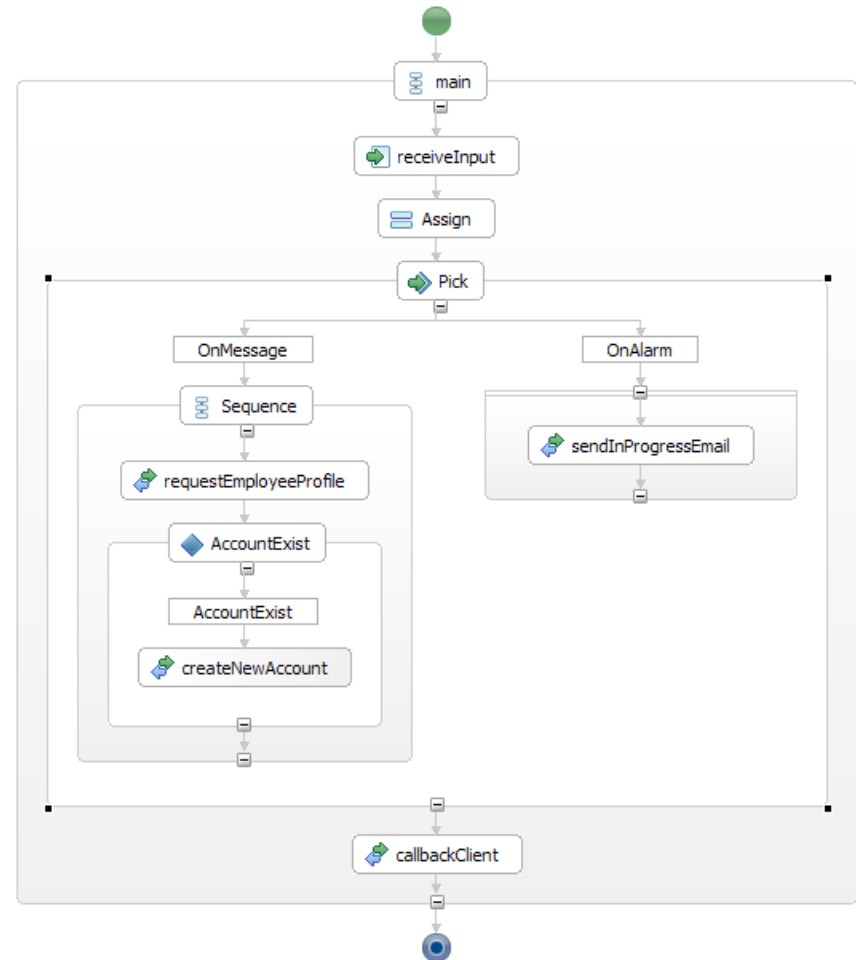 main
receiveInput
Assign
Pick
OnMessage
OnAlarm
Sequence
sendInProgressEmail
requestEmployeeProfile
AccountExist
AccountExist
createNewAccount
callbackClient